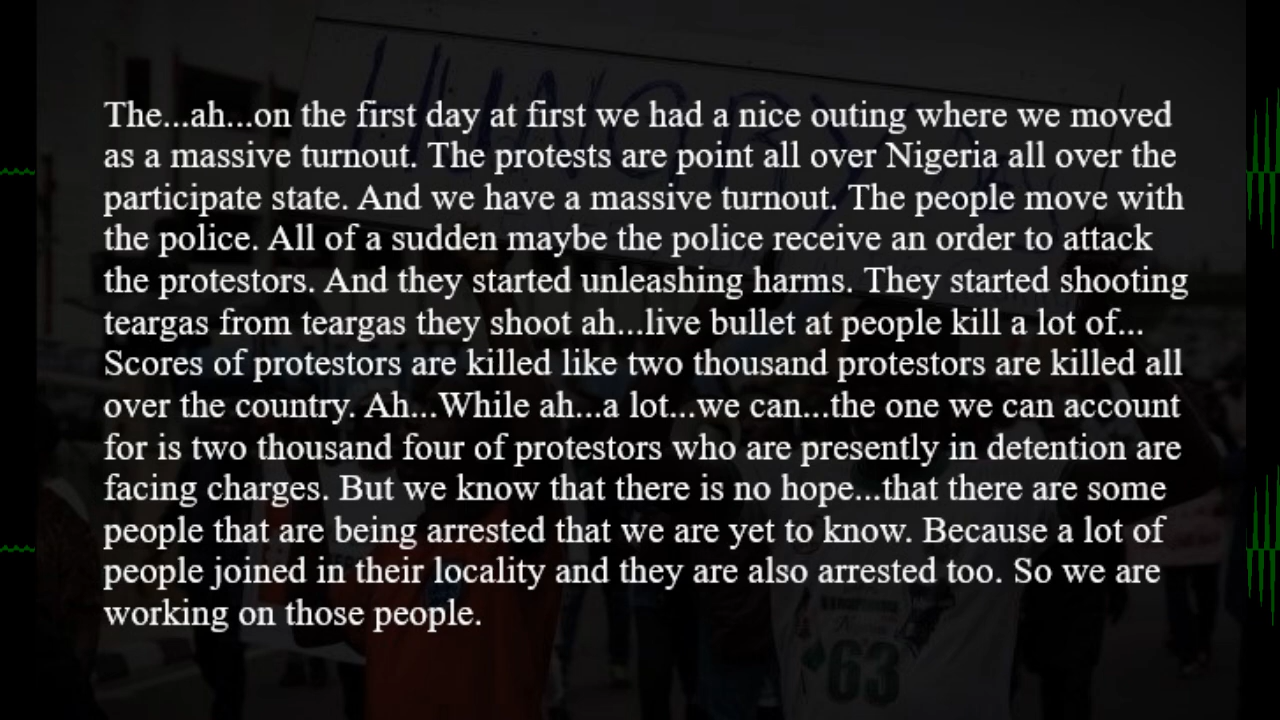 HUNGRY
The...ah...on the first day at first we had a nice outing where we moved
as a massive turnout. The protests are point all over Nigeria all over the
participate state. And we have a massive turnout. The people move with
the police. All of a sudden maybe the police receive an order to attack
the protestors. And they started unleashing harms. They started shooting
teargas from teargas they shoot ah...live bullet at people kill a lot of...
Scores of protestors are killed like two thousand protestors are killed all
over the country. Ah...While ah...a lot...we can...the one we can account
for is two thousand four of protestors who are presently in detention are
facing charges. But we know that there is no hope...that there are some
people that are being arrested that we are yet to know. Because a lot of
people joined in their locality and they are also arrested too. So we are
working on those people.
63